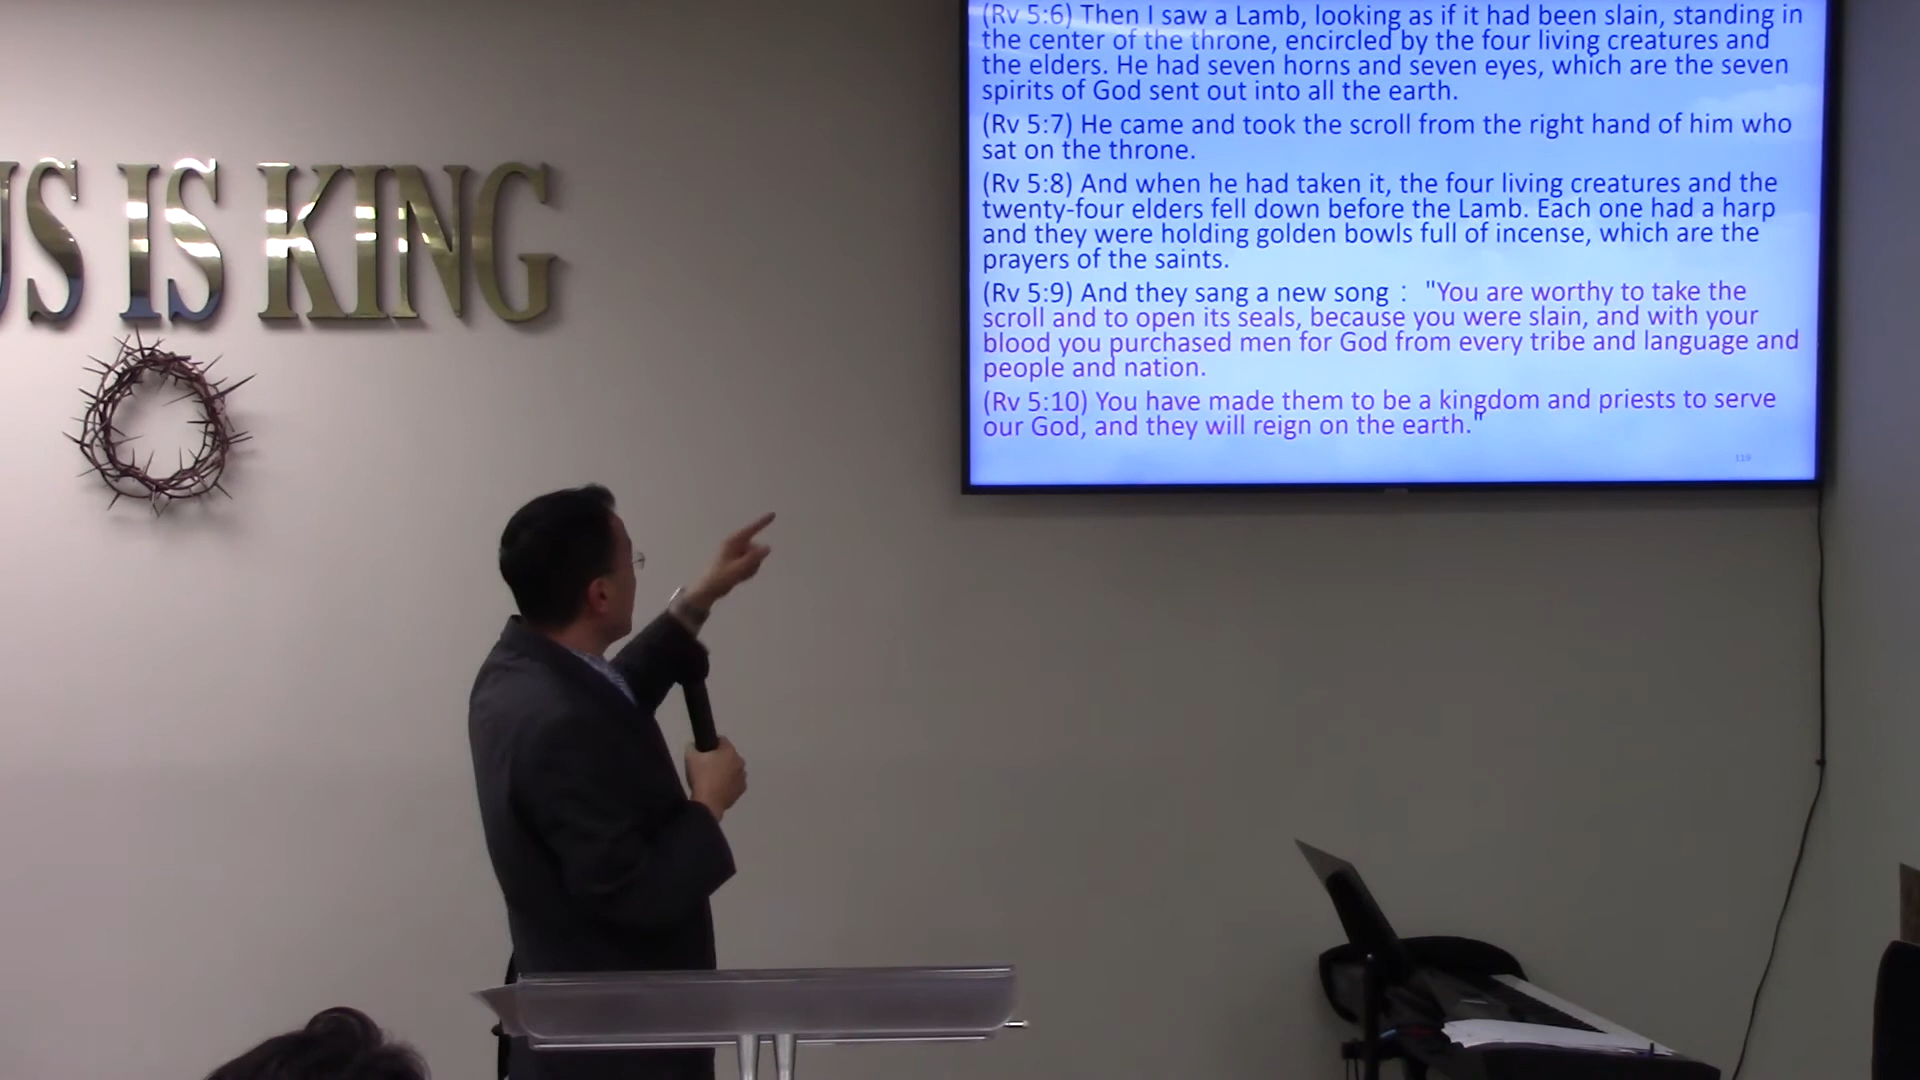 US IS KING
(Rv 5:6) Then I saw a Lamb, looking as if it had been slain, standing in
the center of the throne, encircled by the four living creatures and
the elders. He had seven horns and seven eyes, which are the seven
spirits of God sent out into all the earth.
(Rv 5:7) He came and took the scroll from the right hand of him who
sat on the throne.
(Rv 5:8) And when he had taken it, the four living creatures and the
twenty-four elders fell down before the Lamb. Each one had a harp
and they were holding golden bowls full of incense, which are the
prayers of the saints.
(Rv 5:9) And they sang a new song : "You are worthy to take the
scroll and to open its seals, because you were slain, and with your
blood you purchased men for God from every tribe and language and
people and nation.
(Rv 5:10) You have made them to be a kingdom and priests to serve
our God, and they will reign on the earth."
119